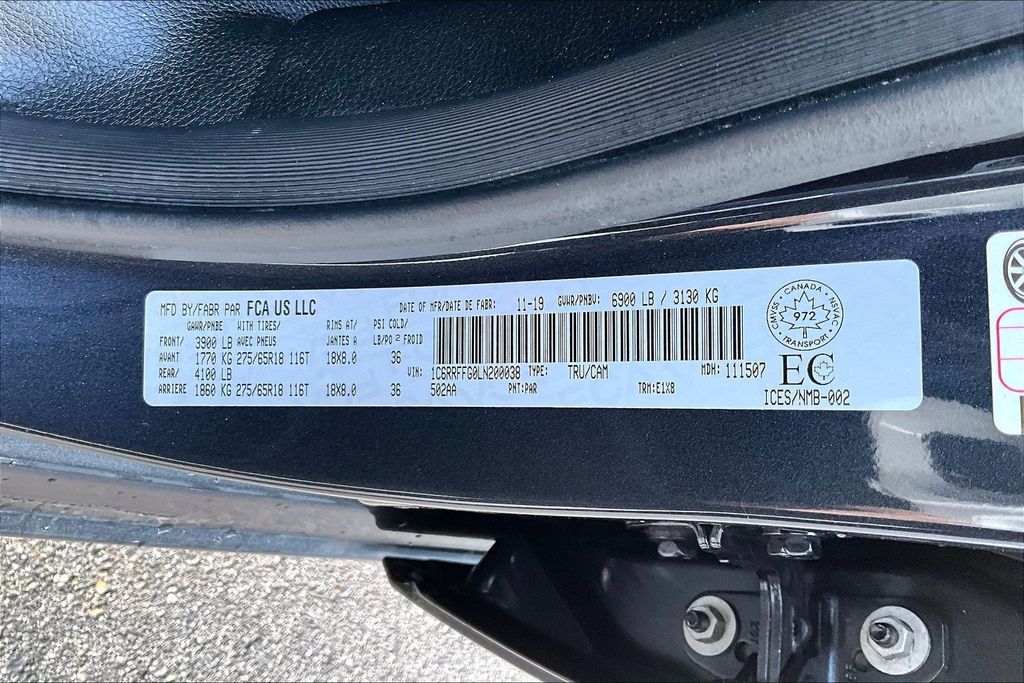 MFD BY/FABR PAR FCA US LLC
DATE OF MFR/DATE DE FABR: 11-19 GVWR/PNBV: 6900 LB / 3130 KG
GAWR/PNBE WITH TIRES/ RIMS AT/ PSI COLD/
FRONT/ 3900 LB AVEC PNEUS JANTES A LB/PO² FROID
AVANT 1770 KG 275/65R18 116T 18X8.0 36
REAR/ 4100 LB
ARRIERE 1860 KG 275/65R18 116T 18X8.0 36
VIN: 1C6RRFFG0LN200038 TYPE: TRU/CAM MDH: 111507
502AA PNT: PAR TRM: E1X8
CANADA
CMVSS 972 NSVAC
TRANSPORT
EC
ICES/NMB-002